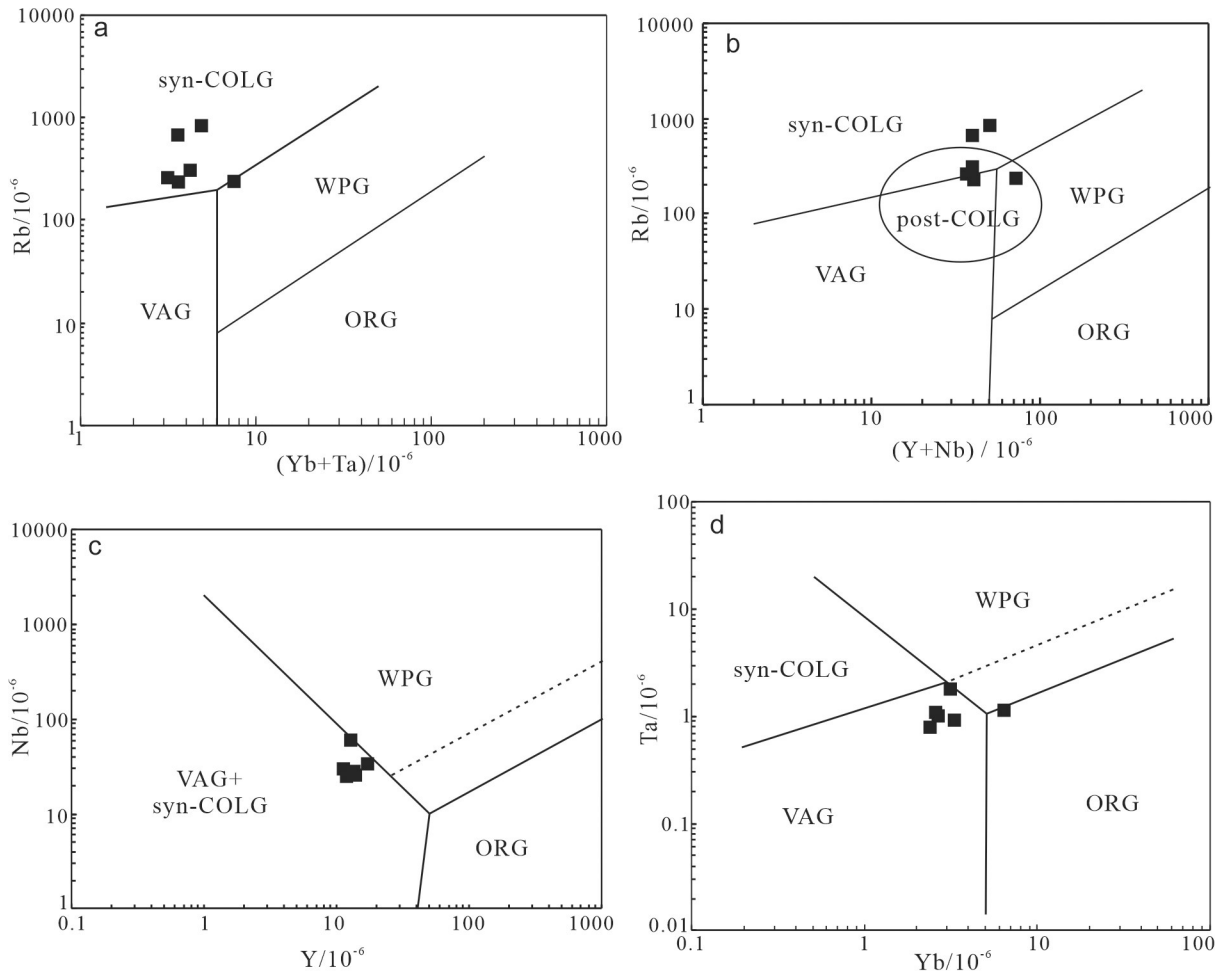 a
10000
1000
100
10
1
Rb/10-6
syn-COLG
WPG
VAG
ORG
1
10
100
1000
(Yb+Ta)/10-6
b
10000
1000
100
10
1
Rb/10-6
syn-COLG
post-COLG
WPG
VAG
ORG
1
10
100
1000
(Y+Nb) / 10-6
c
10000
1000
100
10
1
Nb/10-6
WPG
VAG+
syn-COLG
ORG
0.1
1
10
100
1000
Y/10-6
d
100
10
1
0.1
0.01
Ta/10-6
WPG
syn-COLG
VAG
ORG
0.1
1
10
100
Yb/10-6